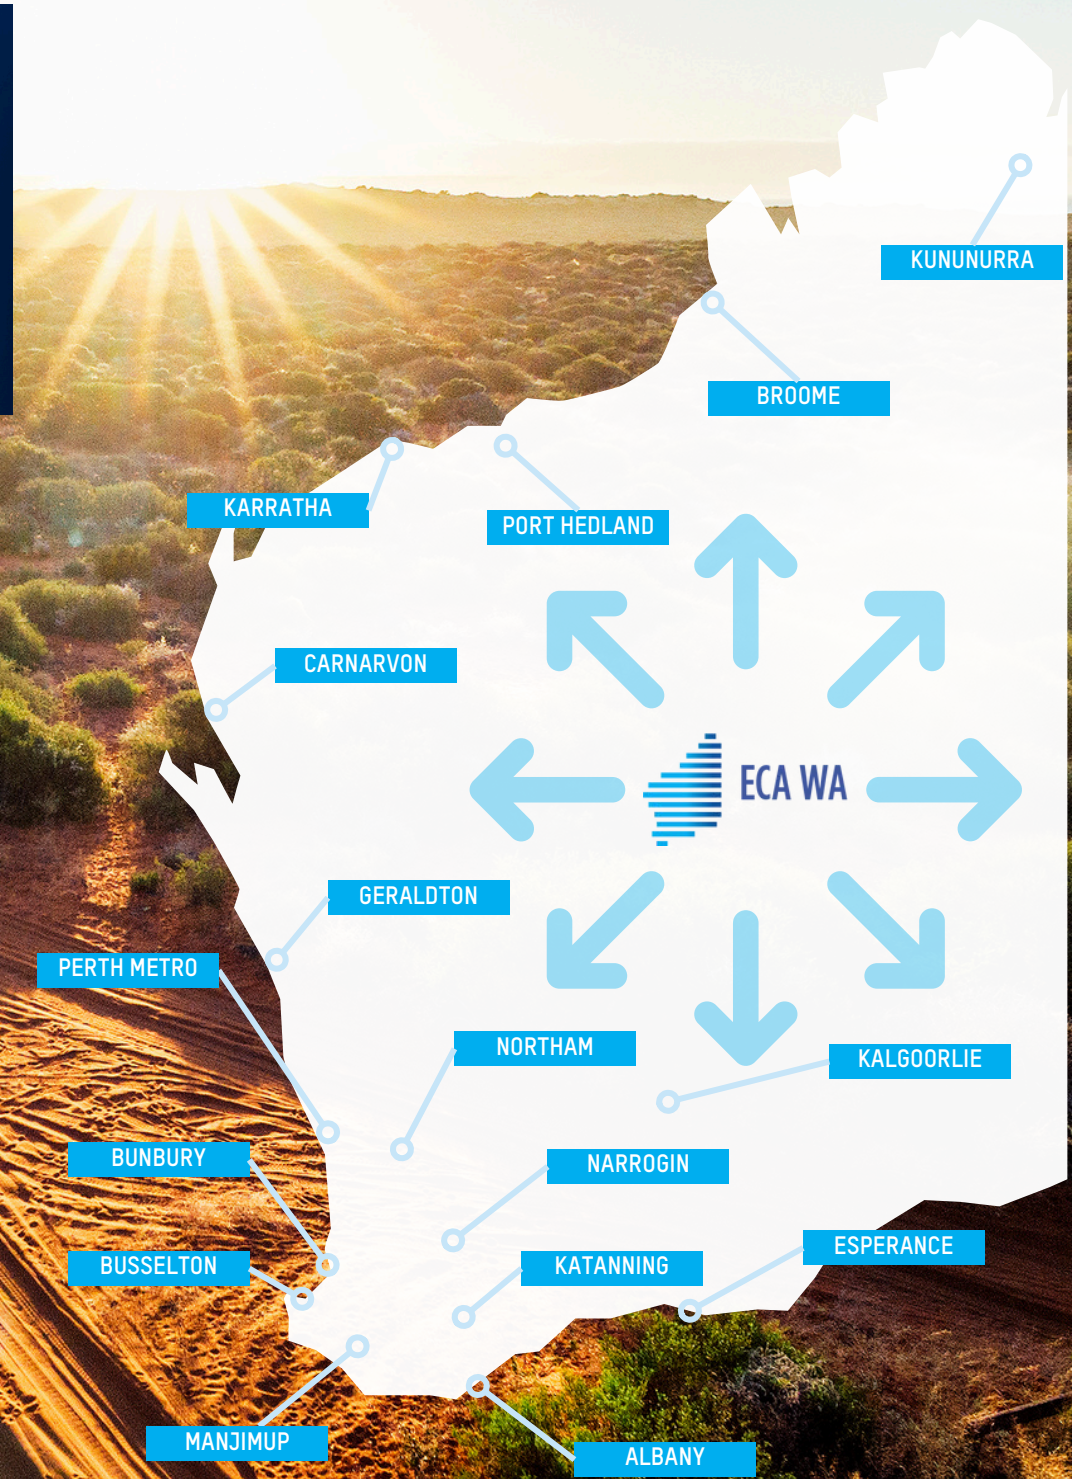 KUNUNURRA
BROOME
KARRATHA
PORT HEDLAND
CARNARVON
ECA WA
GERALDTON
PERTH METRO
NORTHAM
KALGOORLIE
BUNBURY
NARROGIN
ESPERANCE
BUSSELTON
KATANNING
MANJIMUP
ALBANY